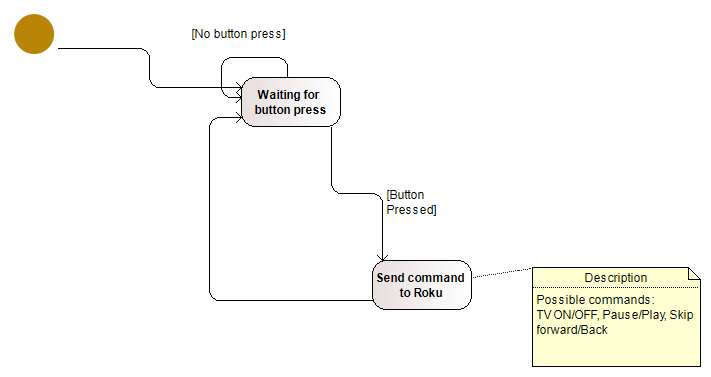 [No button press]
Waiting for
button press
[Button
Pressed]
Send command
to Roku
Description
Possible commands:
TV ON/OFF, Pause/Play, Skip
forward/Back